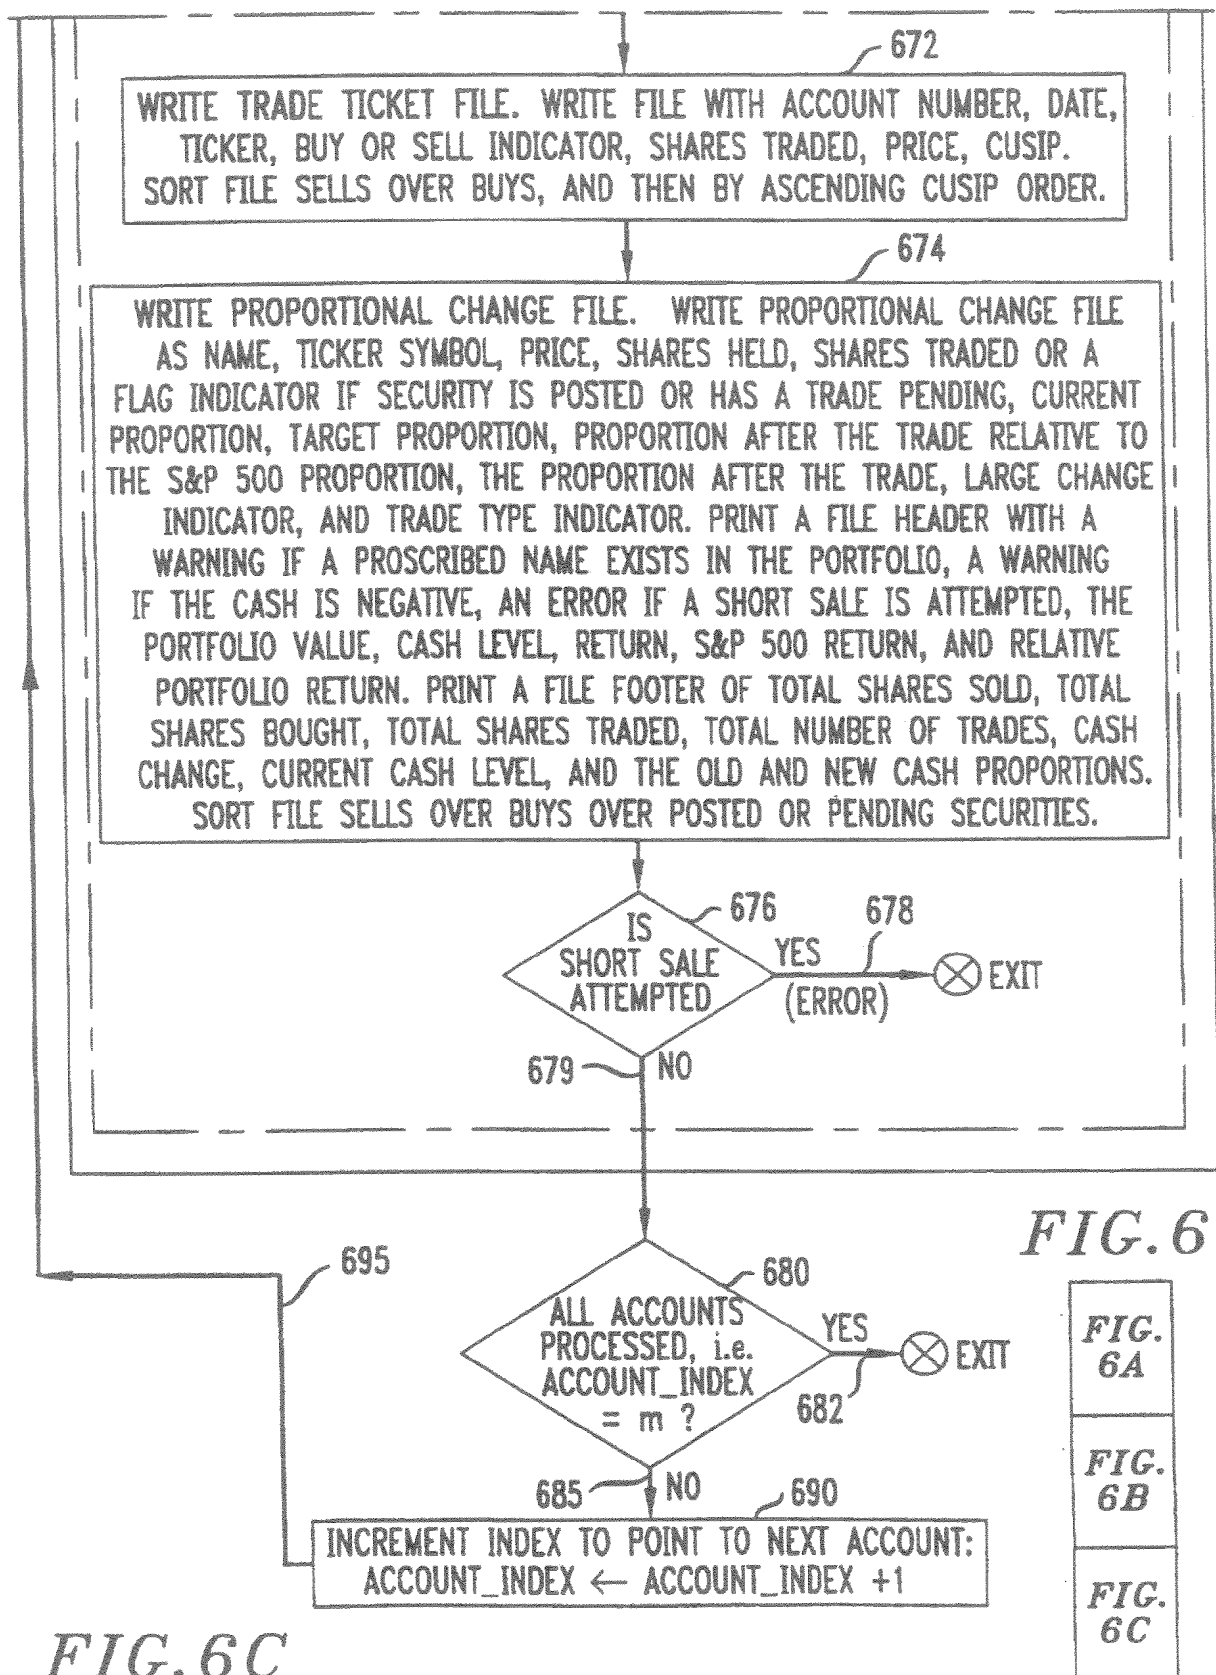 672
WRITE TRADE TICKET FILE. WRITE FILE WITH ACCOUNT NUMBER, DATE,
TICKER, BUY OR SELL INDICATOR, SHARES TRADED, PRICE, CUSIP.
SORT FILE SELLS OVER BUYS, AND THEN BY ASCENDING CUSIP ORDER.
674
WRITE PROPORTIONAL CHANGE FILE. WRITE PROPORTIONAL CHANGE FILE
AS NAME, TICKER SYMBOL, PRICE, SHARES HELD, SHARES TRADED OR A
FLAG INDICATOR IF SECURITY IS POSTED OR HAS A TRADE PENDING, CURRENT
PROPORTION, TARGET PROPORTION, PROPORTION AFTER THE TRADE RELATIVE TO
THE S&P 500 PROPORTION, THE PROPORTION AFTER THE TRADE, LARGE CHANGE
INDICATOR, AND TRADE TYPE INDICATOR. PRINT A FILE HEADER WITH A
WARNING IF A PROSCRIBED NAME EXISTS IN THE PORTFOLIO, A WARNING
IF THE CASH IS NEGATIVE, AN ERROR IF A SHORT SALE IS ATTEMPTED, THE
PORTFOLIO VALUE, CASH LEVEL, RETURN, S&P 500 RETURN, AND RELATIVE
PORTFOLIO RETURN. PRINT A FILE FOOTER OF TOTAL SHARES SOLD, TOTAL
SHARES BOUGHT, TOTAL SHARES TRADED, TOTAL NUMBER OF TRADES, CASH
CHANGE, CURRENT CASH LEVEL, AND THE OLD AND NEW CASH PROPORTIONS.
SORT FILE SELLS OVER BUYS OVER POSTED OR PENDING SECURITIES.
676
IS
SHORT SALE
ATTEMPTED
678
YES
(ERROR)
EXIT
679
NO
695
680
ALL ACCOUNTS
PROCESSED, i.e.
ACCOUNT_INDEX
= m ?
YES
682
EXIT
685
NO
690
INCREMENT INDEX TO POINT TO NEXT ACCOUNT:
ACCOUNT_INDEX ← ACCOUNT_INDEX +1
FIG.6
FIG.
6A
FIG.
6B
FIG.
6C
FIG.6C